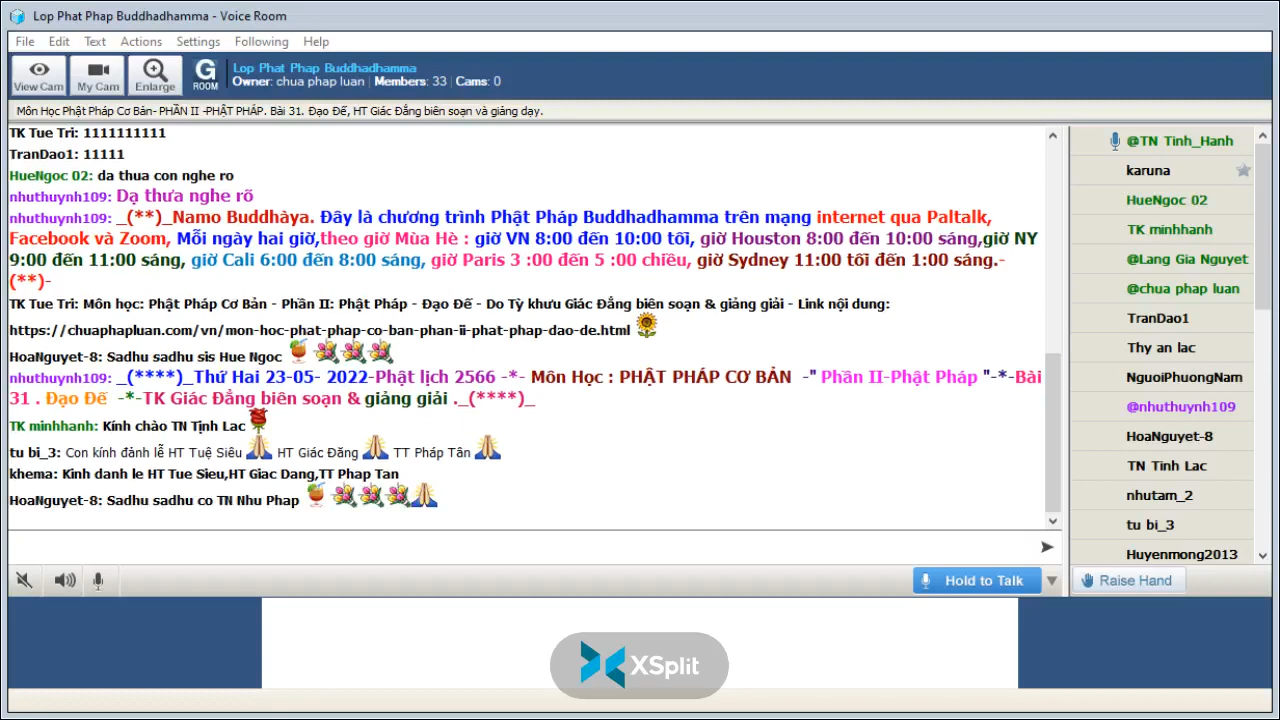 Lop Phat Phap Buddhadhamma - Voice Room
File Edit Text Actions Settings Following Help
View Cam My Cam Enlarge G ROOM
Lop Phat Phap Buddhadhamma
Owner: chua phap luan | Members: 33 | Cams: 0
Môn Học Phật Pháp Cơ Bản- PHẦN II -PHẬT PHÁP. Bài 31. Đạo Đế, HT Giác Đẳng biên soạn và giảng dạy.
TK Tue Tri: 1111111111
TranDao1: 11111
HueNgoc 02: da thua con nghe ro
nhuthuynh109: Dạ thưa nghe rõ
nhuthuynh109: _(**)_Namo Buddhàya. Đây là chương trình Phật Pháp Buddhadhamma trên mạng internet qua Paltalk,
Facebook và Zoom, Mỗi ngày hai giờ,theo giờ Mùa Hè : giờ VN 8:00 đến 10:00 tối, giờ Houston 8:00 đến 10:00 sáng,giờ NY
9:00 đến 11:00 sáng, giờ Cali 6:00 đến 8:00 sáng, giờ Paris 3 :00 đến 5 :00 chiều, giờ Sydney 11:00 tối đến 1:00 sáng.-
(**)-
TK Tue Tri: Môn học: Phật Pháp Cơ Bản - Phần II: Phật Pháp - Đạo Đế - Do Tỳ khưu Giác Đẳng biên soạn & giảng giải - Link nội dung:
https://chuaphapluan.com/vn/mon-hoc-phat-phap-co-ban-phan-ii-phat-phap-dao-de.html
HoaNguyet-8: Sadhu sadhu sis Hue Ngoc
nhuthuynh109: _(****)_Thứ Hai 23-05- 2022-Phật lịch 2566 -*- Môn Học : PHẬT PHÁP CƠ BẢN -" Phần II-Phật Pháp "-*-Bài
31 . Đạo Đế -*-TK Giác Đẳng biên soạn & giảng giải ._(****)_
TK minhhanh: Kính chào TN Tịnh Lac
tu bi_3: Con kính đảnh lễ HT Tuệ Siêu HT Giác Đăng TT Pháp Tân
khema: Kinh danh le HT Tue Sieu,HT Giac Dang,TT Phap Tan
HoaNguyet-8: Sadhu sadhu co TN Nhu Phap
@TN Tinh_Hanh
karuna
HueNgoc 02
TK minhhanh
@Lang Gia Nguyet
@chua phap luan
TranDao1
Thy an lac
NguoiPhuongNam
@nhuthuynh109
HoaNguyet-8
TN Tinh Lac
nhutam_2
tu bi_3
Huyenmong2013
Hold to Talk
Raise Hand
XSplit